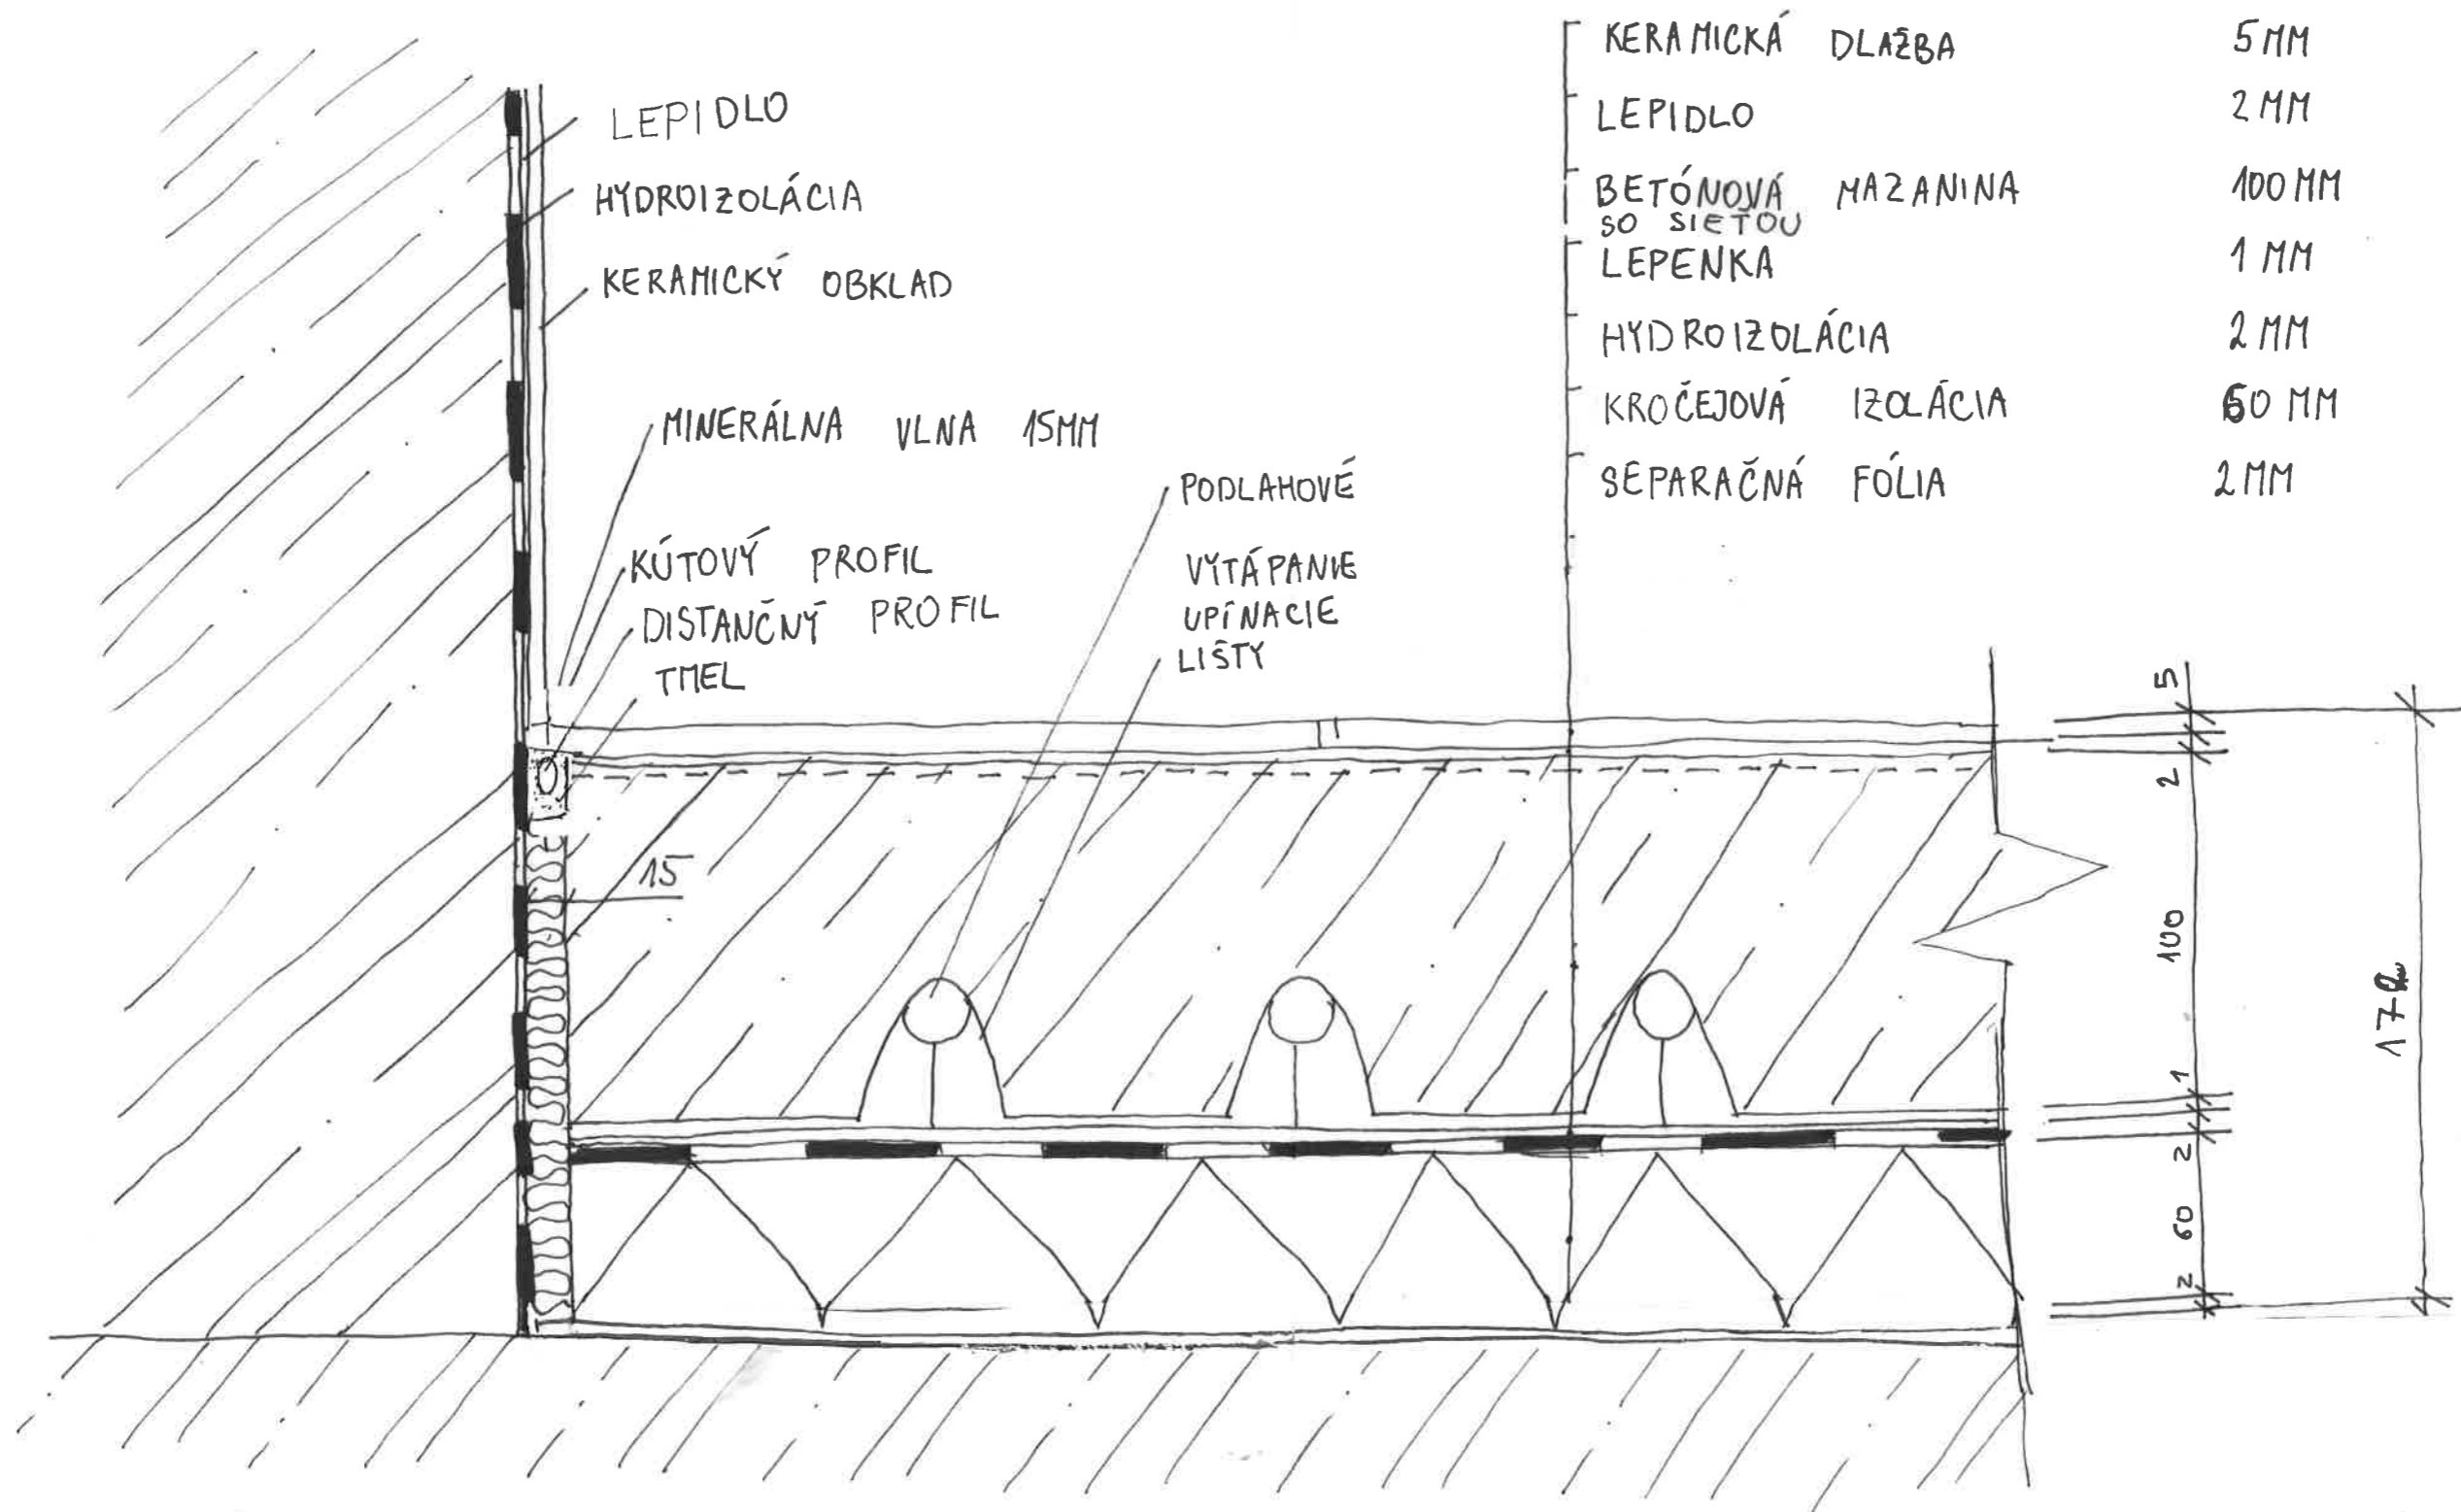 LEPIDLO
HYDROIZOLÁCIA
KERAMICKÝ OBKLAD
MINERÁLNA VLNA 15MM
KÚTOVÝ PROFIL
DISTANČNÝ PROFIL
TMEL
PODLAHOVÉ
VYTÁPANIE
UPÍNACIE
LIŠTY
KERAMICKÁ DLAŽBA 5MM
LEPIDLO 2MM
BETÓNOVÁ MAZANINA 100MM
SO SIEŤOU
LEPENKA 1MM
HYDROIZOLÁCIA 2MM
KROČEJOVÁ IZOLÁCIA 60MM
SEPARAČNÁ FÓLIA 2MM
15
5
2
100
1
2
60
2